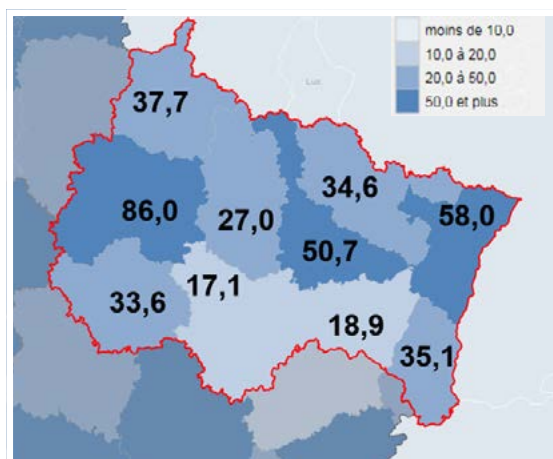 moins de 10,0
10,0 à 20,0
20,0 à 50,0
50,0 et plus
Lux.
37,7
34,6
86,0
27,0
58,0
50,7
17,1
33,6
18,9
35,1